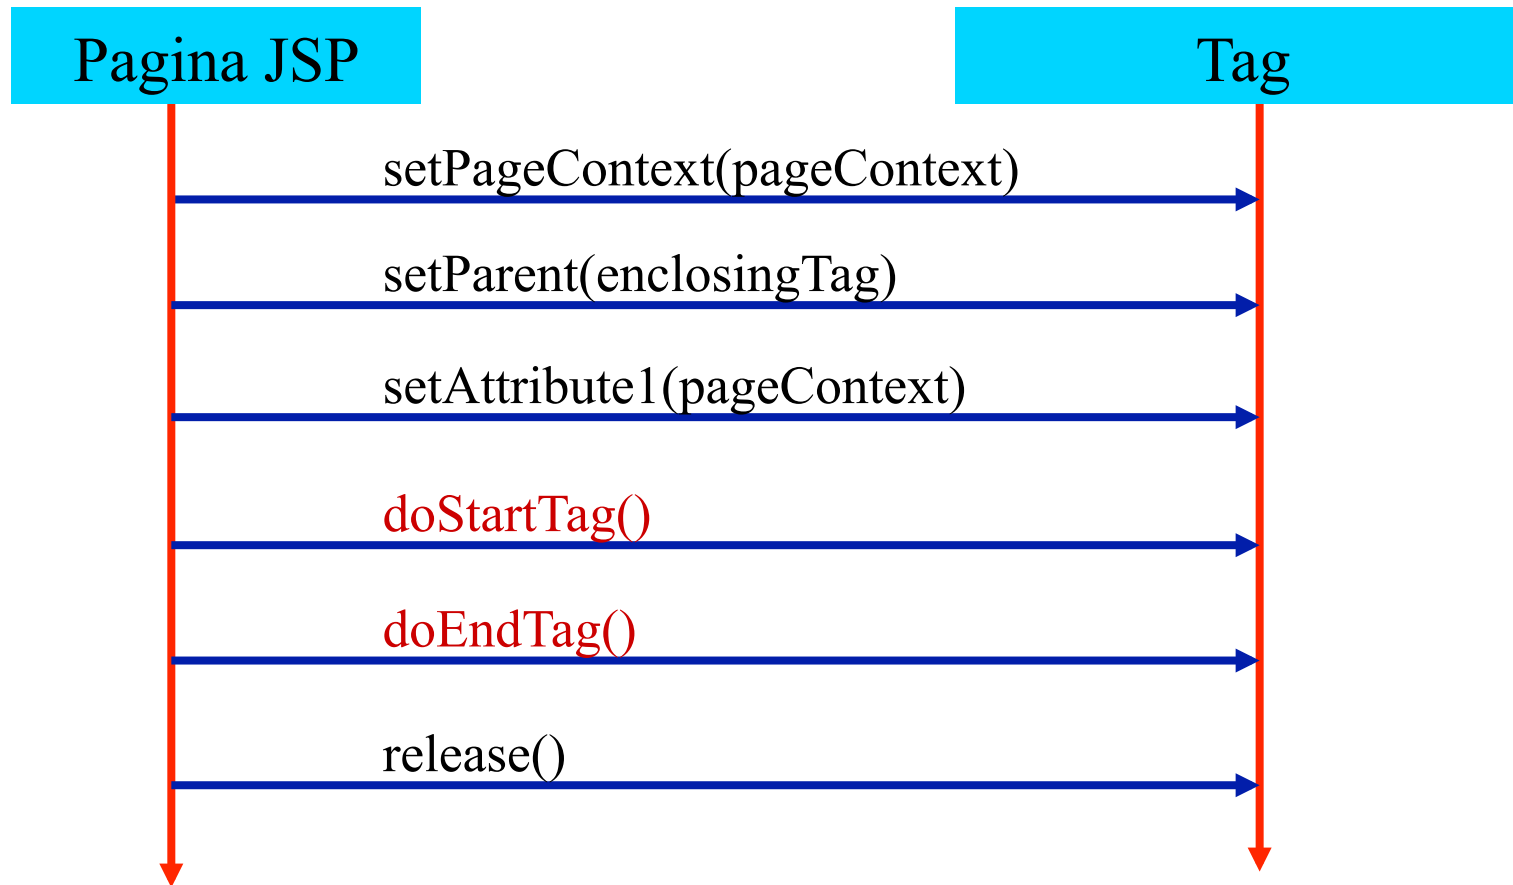 Pagina JSP
Tag
setPageContext(pageContext)
setParent(enclosingTag)
setAttribute1(pageContext)
doStartTag()
doEndTag()
release()